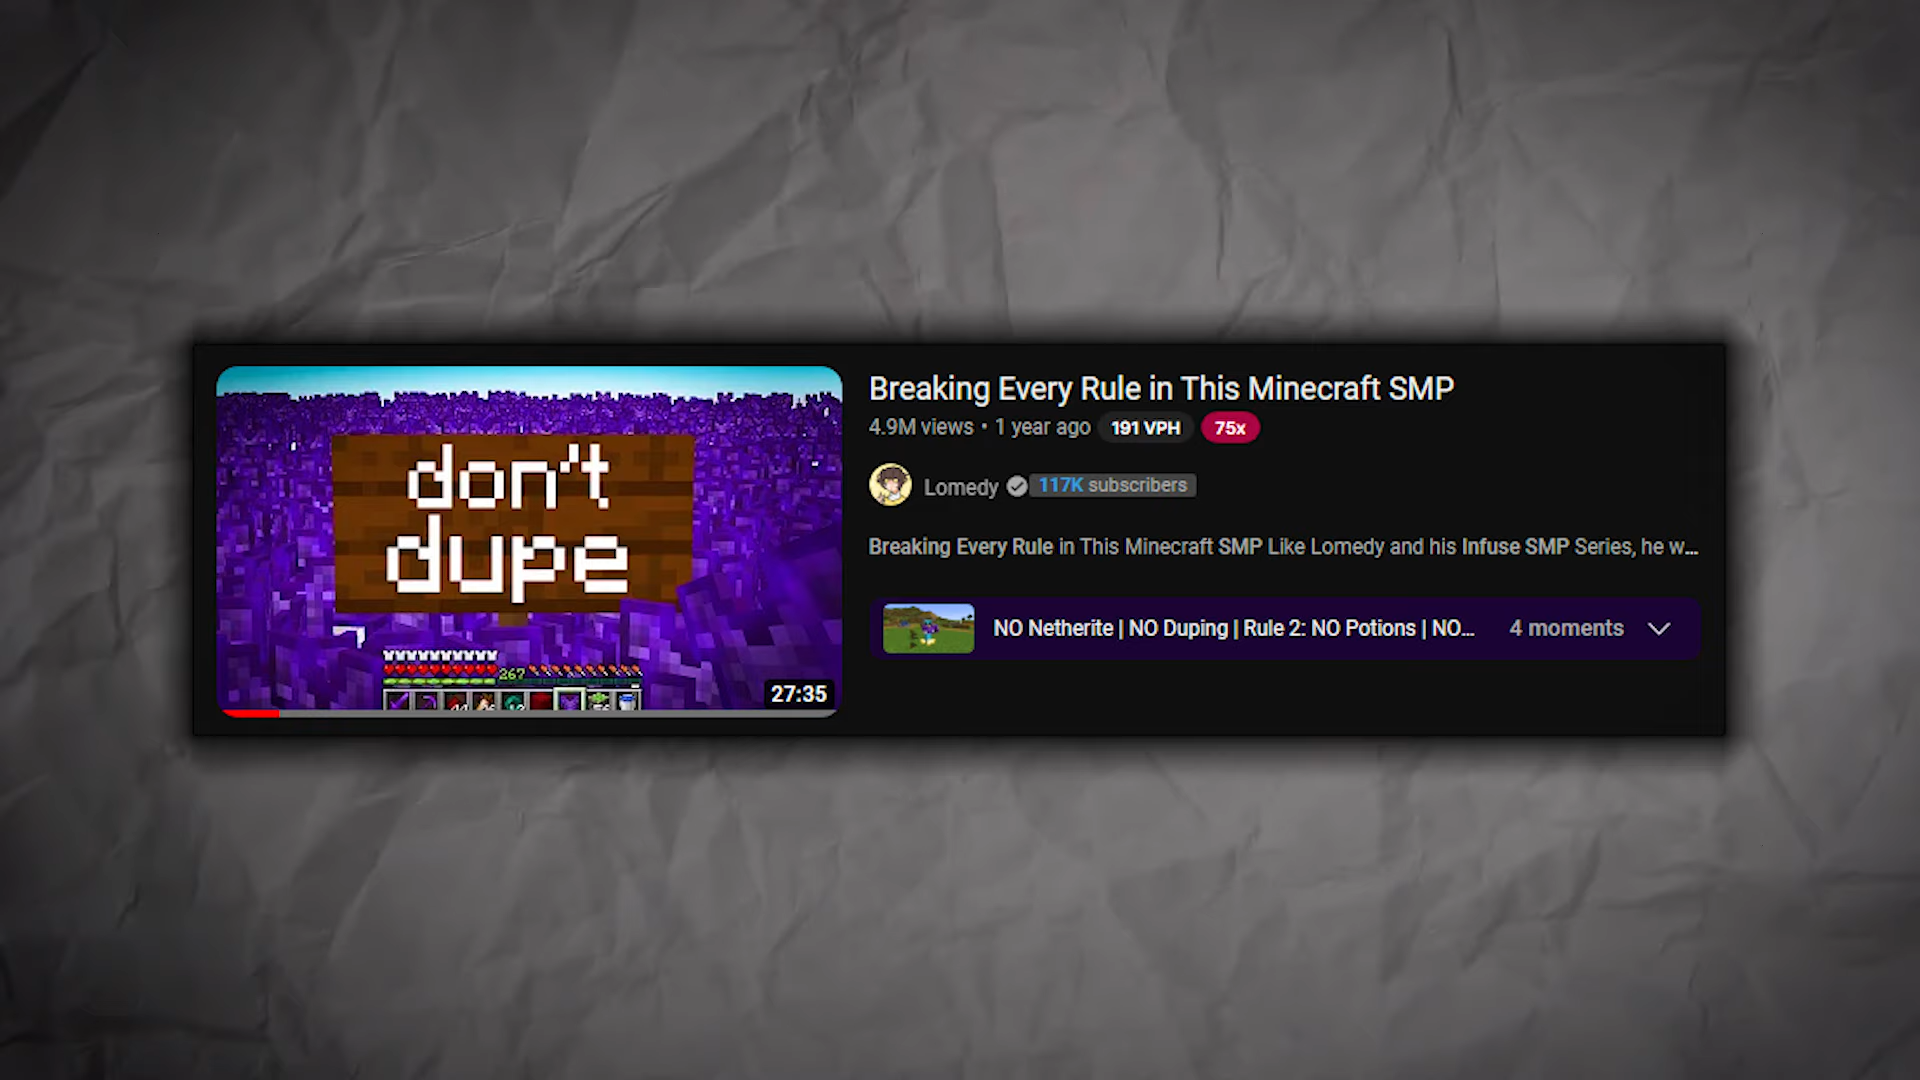 don't
dupe
267
27:35
Breaking Every Rule in This Minecraft SMP
4.9M views • 1 year ago 191 VPH 75x
Lomedy 117K subscribers
Breaking Every Rule in This Minecraft SMP Like Lomedy and his Infuse SMP Series, he w...
NO Netherite | NO Duping | Rule 2: NO Potions | NO... 4 moments